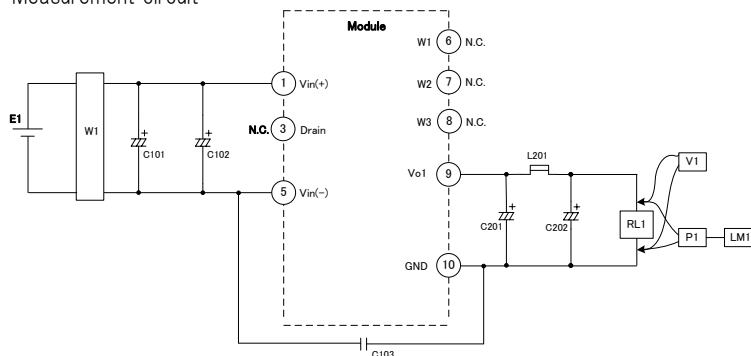 Measurement circuit
Module
W1 6 N.C.
1 Vin(+)
W2 7 N.C.
E1
W1
N.C. 3 Drain
W3 8 N.C.
C101
C102
L201
V1
Vo1 9
5 Vin(-)
C201
C202
RL1
P1
LM1
GND 10
C103